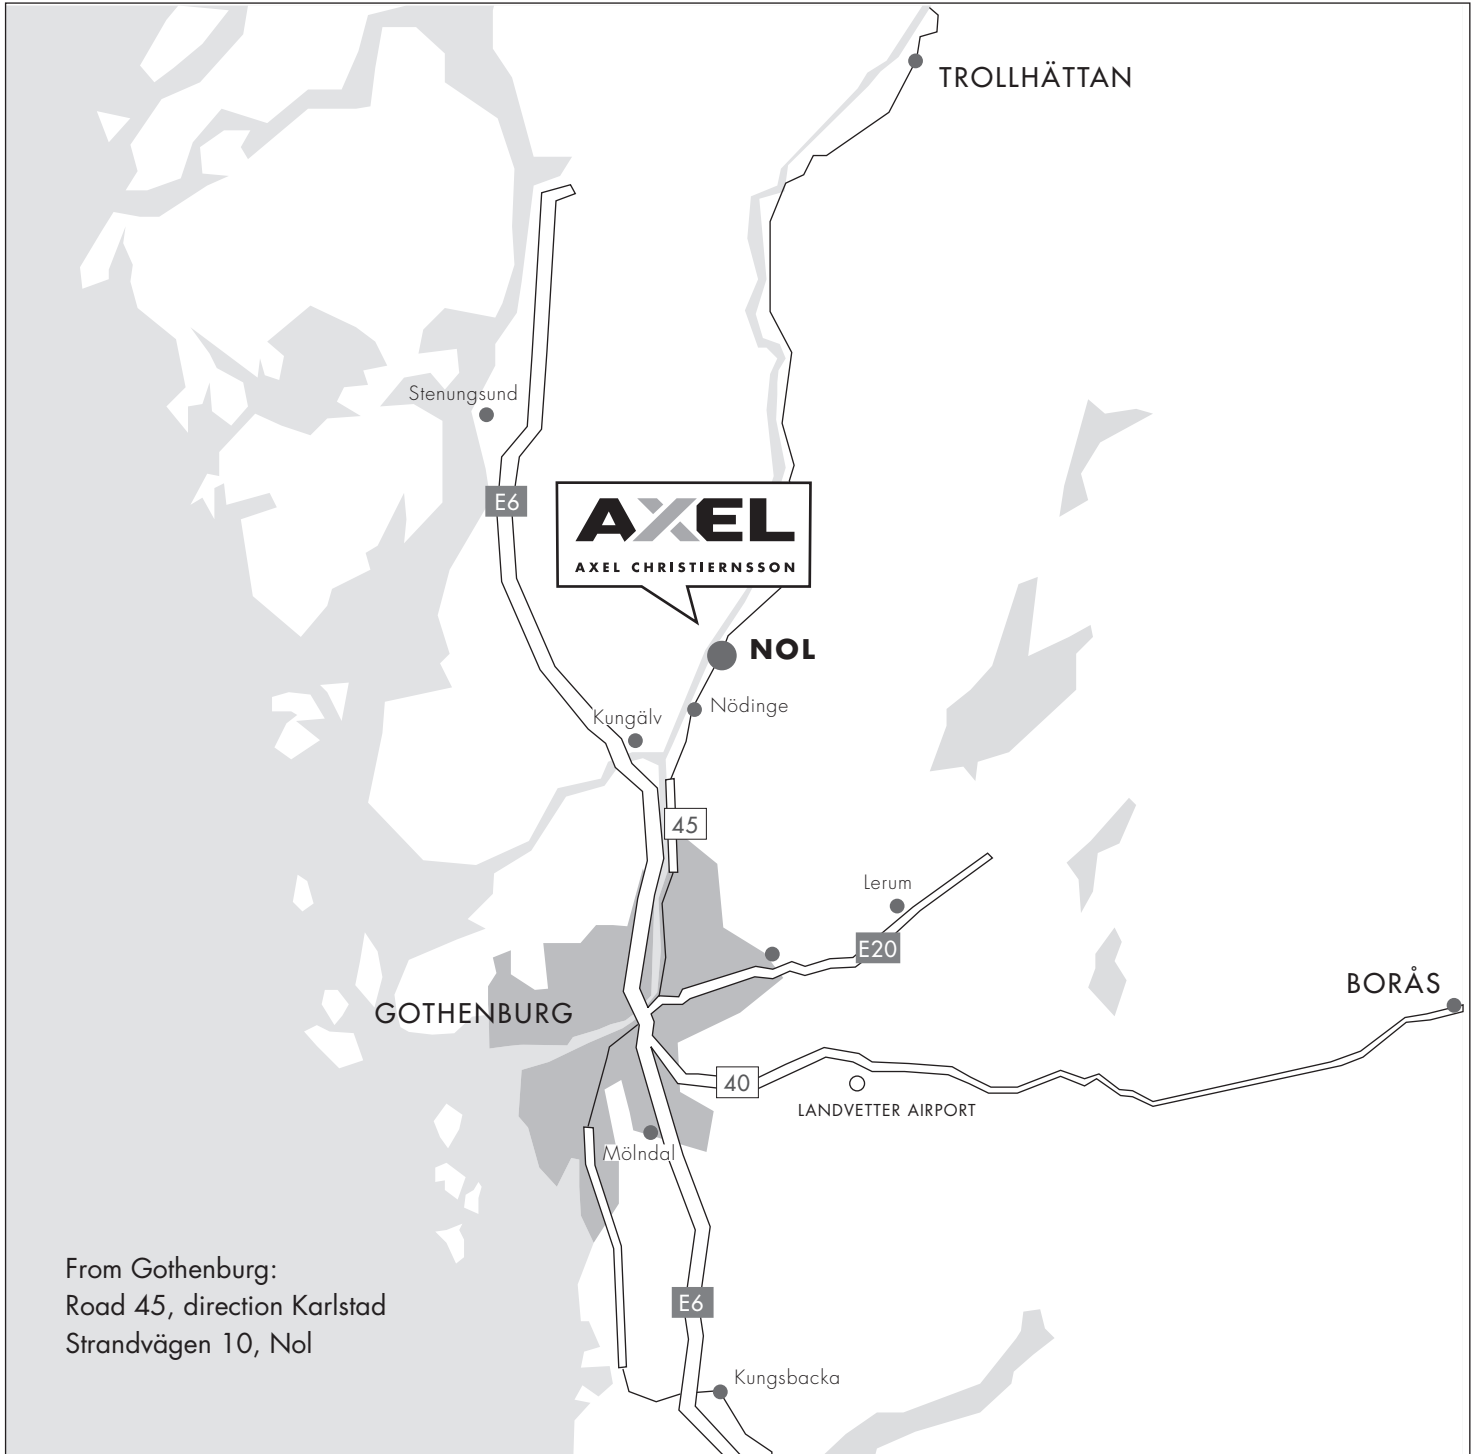 TROLLHÄTTAN
Stenungsund
E6
AXEL
AXEL CHRISTIERNSSON
NOL
Nödinge
Kungälv
45
Lerum
E20
BORÅS
GOTHENBURG
40
LANDVETTER AIRPORT
Mölndal
From Gothenburg:
Road 45, direction Karlstad
Strandvägen 10, Nol
E6
Kungsbacka